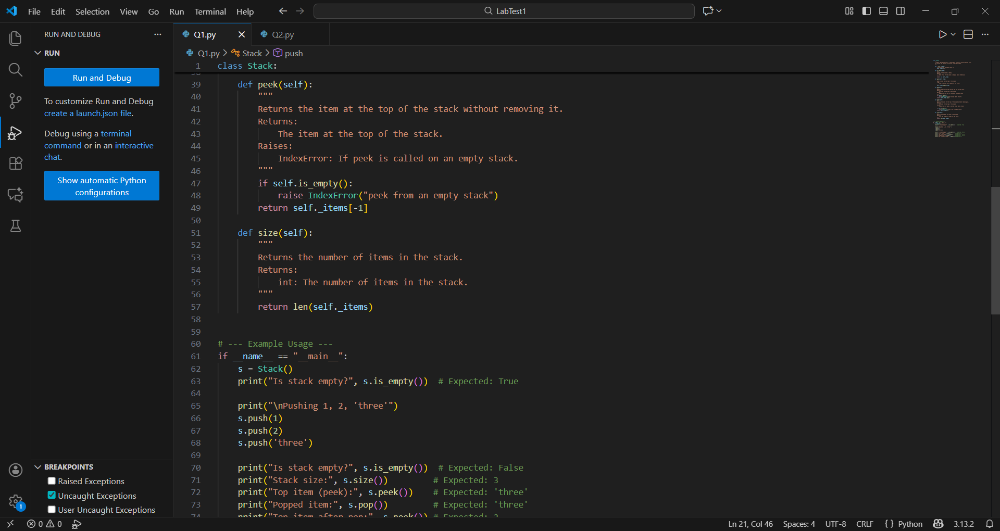 File Edit Selection View Go Run Terminal Help
LabTest1
RUN AND DEBUG
RUN
Run and Debug
To customize Run and Debug
create a launch.json file.
Debug using a terminal
command or in an interactive
chat.
Show automatic Python
configurations
BREAKPOINTS
Raised Exceptions
Uncaught Exceptions
User Uncaught Exceptions
1
Q1.py Q2.py
Q1.py > Stack > push
1 class Stack:
39 def peek(self):
40 """
41 Returns the item at the top of the stack without removing it.
42 Returns:
43 The item at the top of the stack.
44 Raises:
45 IndexError: If peek is called on an empty stack.
46 """
47 if self.is_empty():
48 raise IndexError("peek from an empty stack")
49 return self._items[-1]
50
51 def size(self):
52 """
53 Returns the number of items in the stack.
54 Returns:
55 int: The number of items in the stack.
56 """
57 return len(self._items)
58
59
60 # --- Example Usage ---
61 if __name__ == "__main__":
62 s = Stack()
63 print("Is stack empty?", s.is_empty()) # Expected: True
64
65 print("\nPushing 1, 2, 'three'")
66 s.push(1)
67 s.push(2)
68 s.push('three')
69
70 print("Is stack empty?", s.is_empty()) # Expected: False
71 print("Stack size:", s.size()) # Expected: 3
72 print("Top item (peek):", s.peek()) # Expected: 'three'
73 print("Popped item:", s.pop()) # Expected: 'three'
74 print("Top item after pop:", s.peek()) # Expected: 2
0 0
Ln 21, Col 46 Spaces: 4 UTF-8 CRLF { } Python 3.13.2